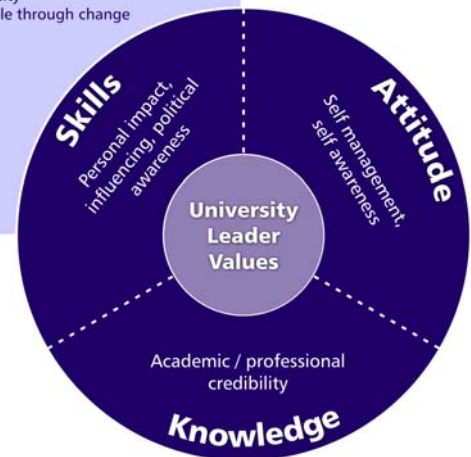 through change
Skills
Personal impact,
influencing, political
awareness
Attitude
Self management,
self awareness
University
Leader
Values
Academic / professional
credibility
Knowledge